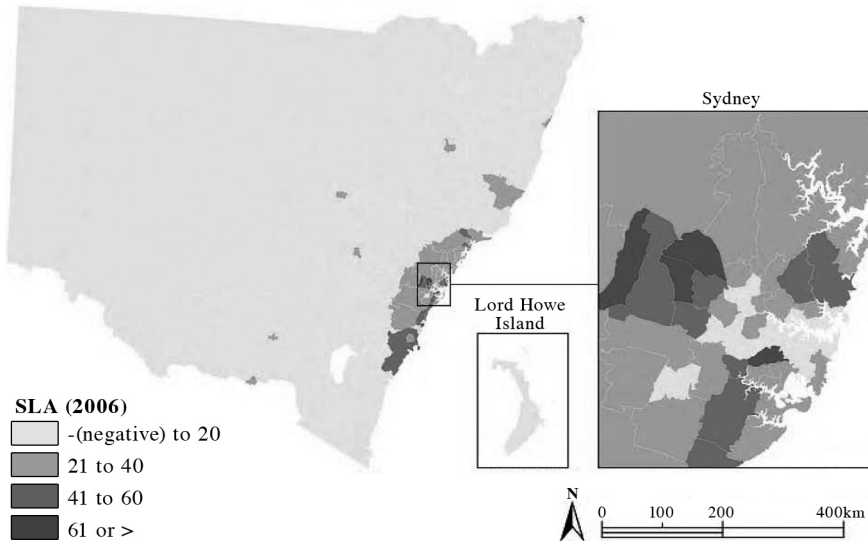 Sydney
Lord Howe
Island
SLA (2006)
-(negative) to 20
21 to 40
41 to 60
61 or >
N
0 100 200 400km